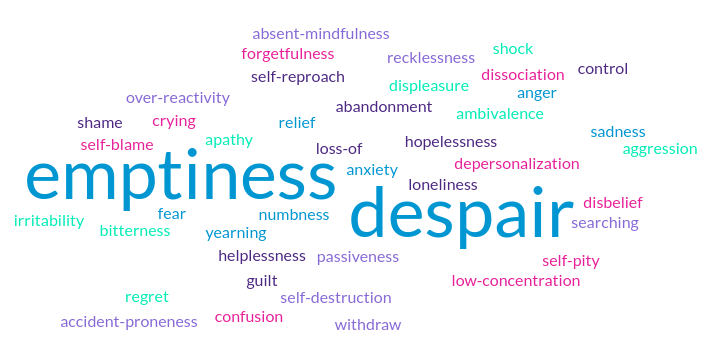 absent-mindfulness
forgetfulness
recklessness
shock
self-reproach
dissociation
control
displeasure
anger
over-reactivity
abandonment
ambivalence
shame
crying
relief
sadness
self-blame
apathy
loss-of
hopelessness
aggression
emptiness
anxiety
depersonalization
loneliness
despair
disbelief
irritability
fear
numbness
searching
bitterness
yearning
helplessness
passiveness
self-pity
guilt
low-concentration
regret
self-destruction
accident-proneness
confusion
withdraw